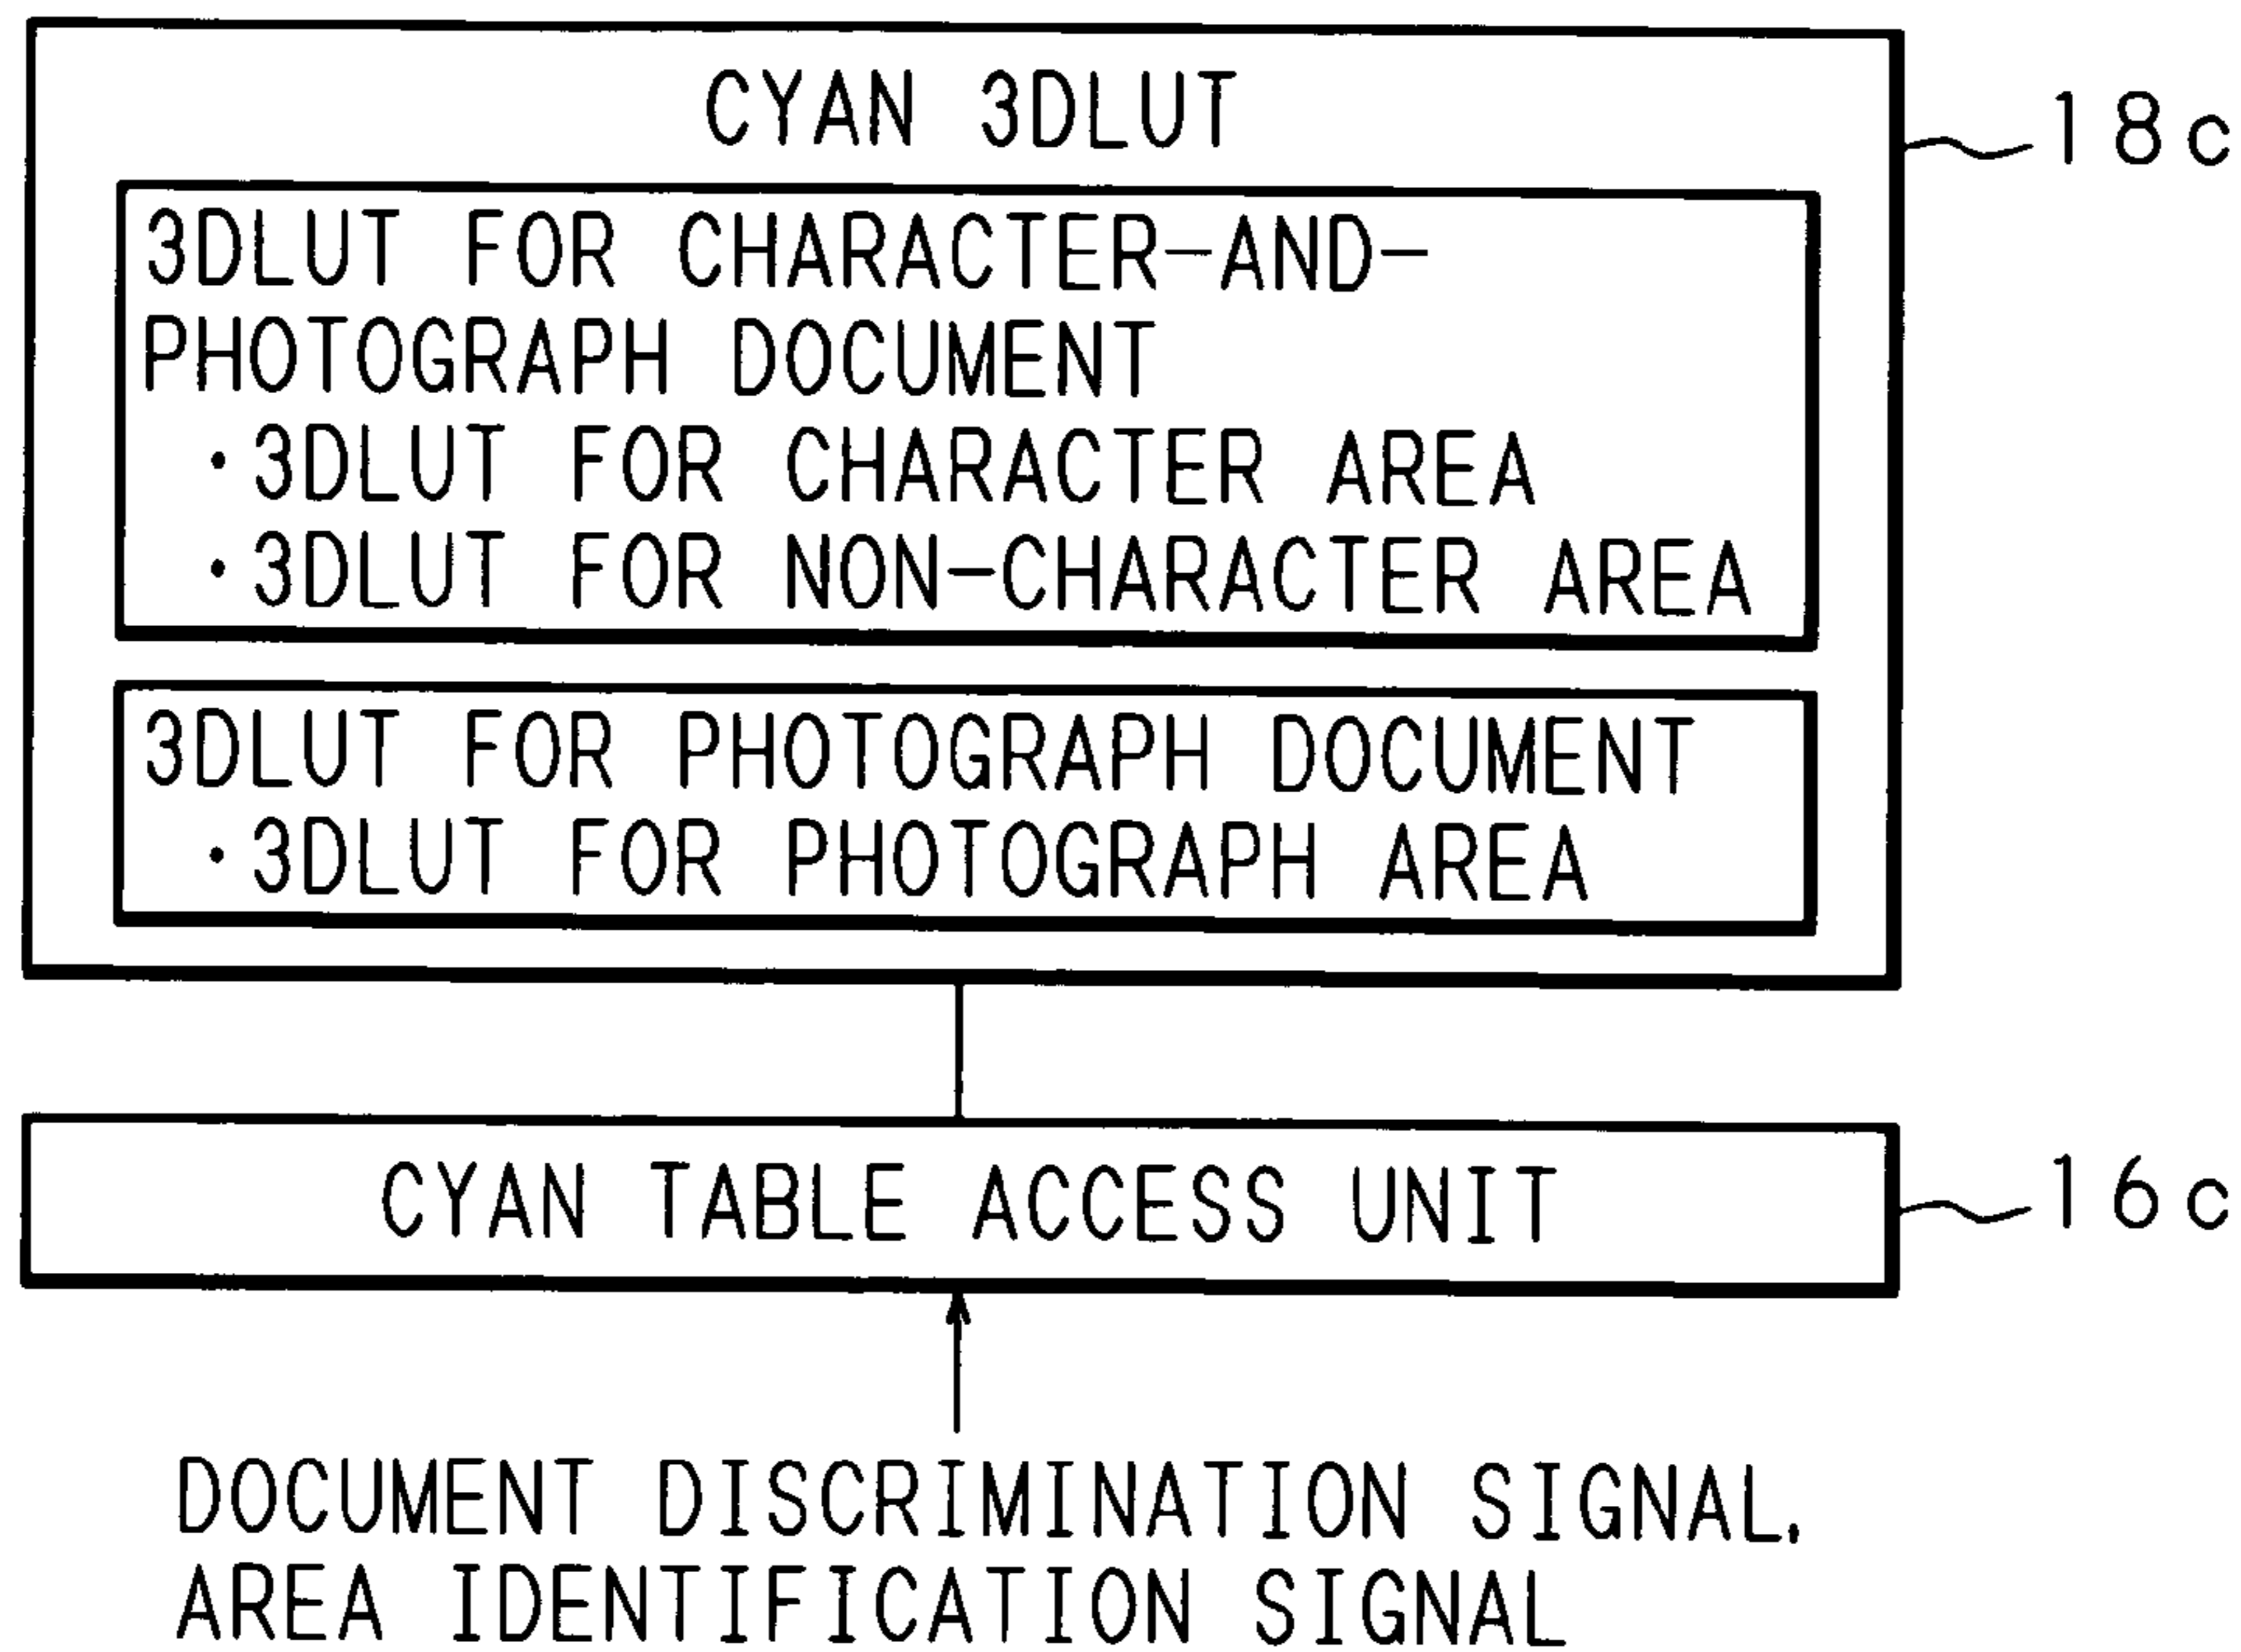 CYAN 3DLUT
18c
3DLUT FOR CHARACTER-AND-
PHOTOGRAPH DOCUMENT
・3DLUT FOR CHARACTER AREA
・3DLUT FOR NON-CHARACTER AREA
3DLUT FOR PHOTOGRAPH DOCUMENT
・3DLUT FOR PHOTOGRAPH AREA
CYAN TABLE ACCESS UNIT
16c
DOCUMENT DISCRIMINATION SIGNAL,
AREA IDENTIFICATION SIGNAL